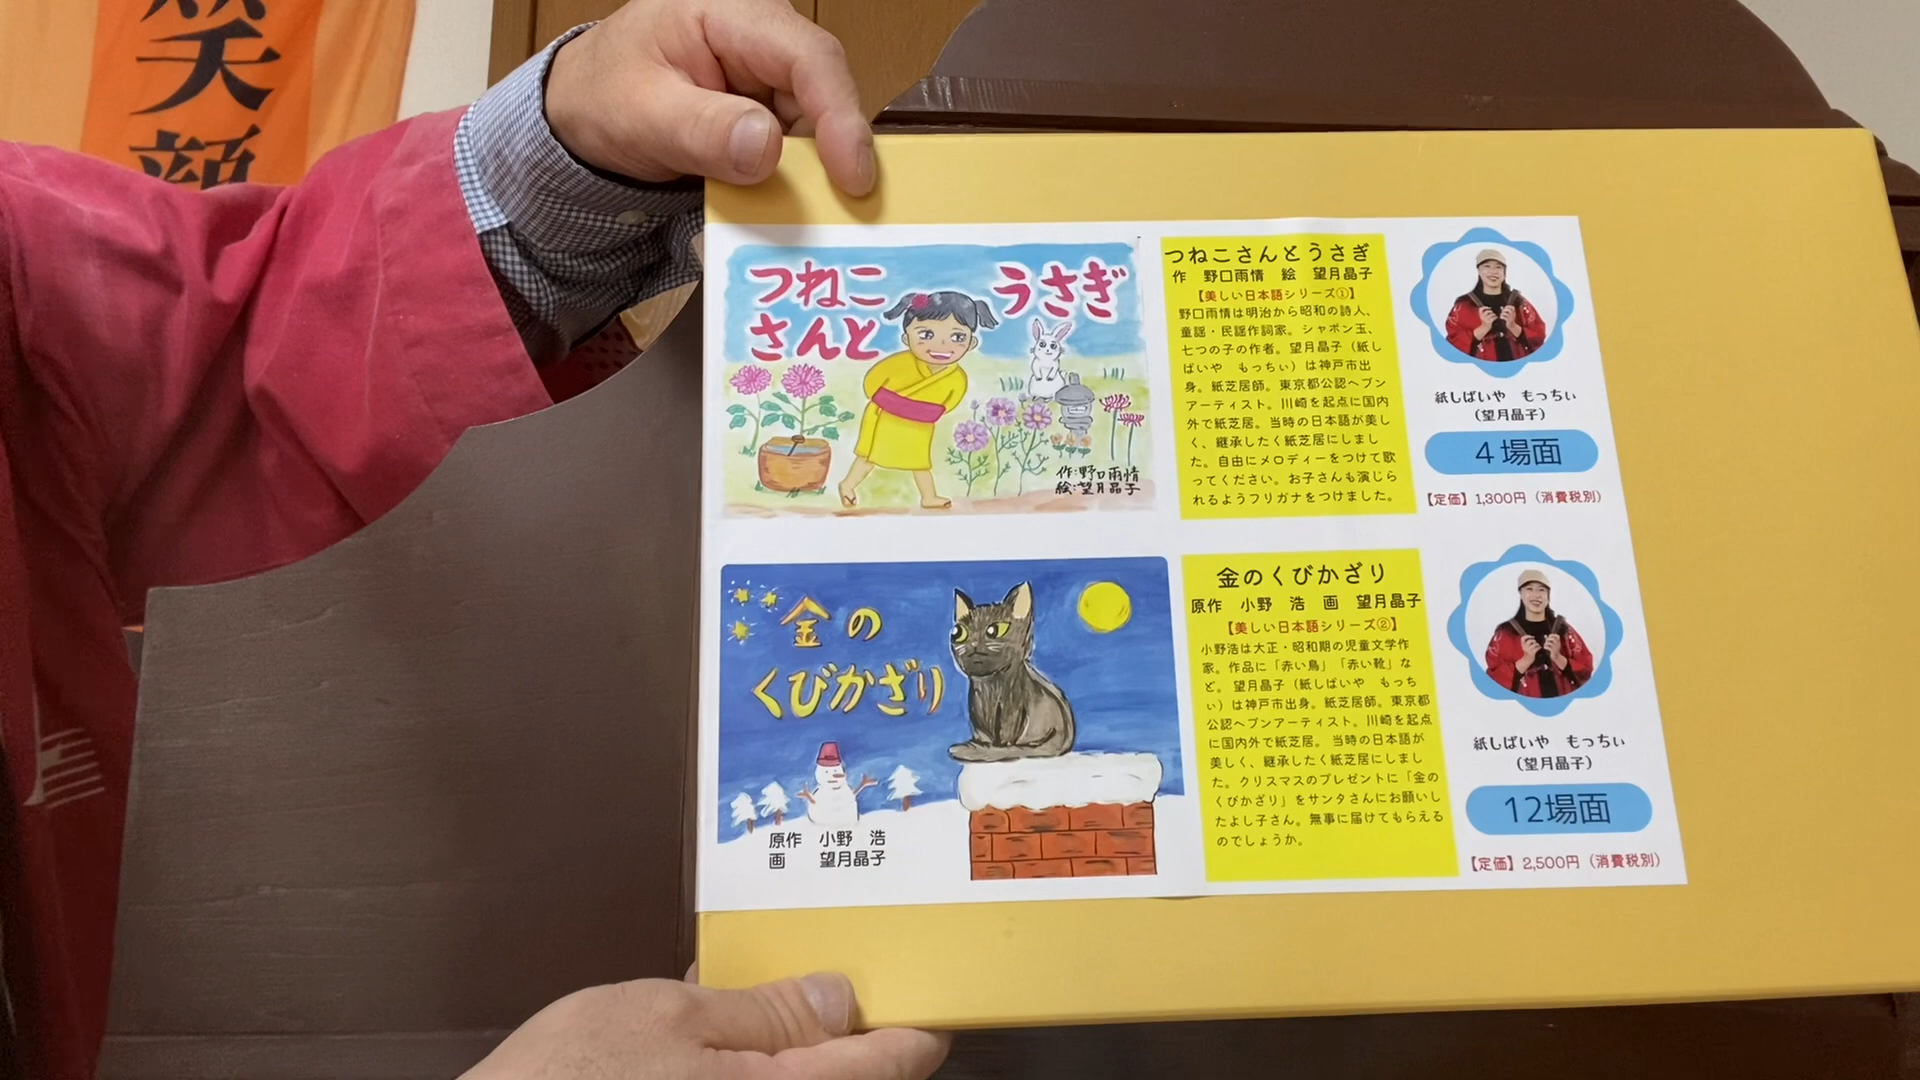 笑
顔
つねこ
さんと
うさぎ
作:野口雨情
絵:望月晶子
つねこさんとうさぎ
作 野口雨情 絵 望月晶子
【美しい日本語シリーズ①】
野口雨情は明治から昭和の詩人、
童謡・民謡作詞家。シャボン玉、
七つの子の作者。望月晶子（紙し
ばいや もっちぃ）は神戸市出
身。紙芝居師。東京都公認ヘブン
アーティスト。川崎を起点に国内
外で紙芝居。当時の日本語が美し
く、継承したく紙芝居にしまし
た。自由にメロディーをつけて歌
ってください。お子さんも演じら
れるようフリガナをつけました。
紙しばいや もっちぃ
（望月晶子）
4場面
【定価】1,300円（消費税別）
金の
くびかざり
原作 小野 浩
画 望月晶子
金のくびかざり
原作 小野 浩 画 望月晶子
【美しい日本語シリーズ②】
小野浩は大正・昭和期の児童文学作
家。作品に「赤い鳥」「赤い靴」な
ど。望月晶子（紙しばいや もっち
ぃ）は神戸市出身。紙芝居師。東京都
公認ヘブンアーティスト。川崎を起点
に国内外で紙芝居。当時の日本語が
美しく、継承したく紙芝居にしまし
た。クリスマスのプレゼントに「金の
くびかざり」をサンタさんにお願いし
たよし子さん。無事に届けてもらえる
のでしょうか。
紙しばいや もっちぃ
（望月晶子）
12場面
【定価】2,500円（消費税別）